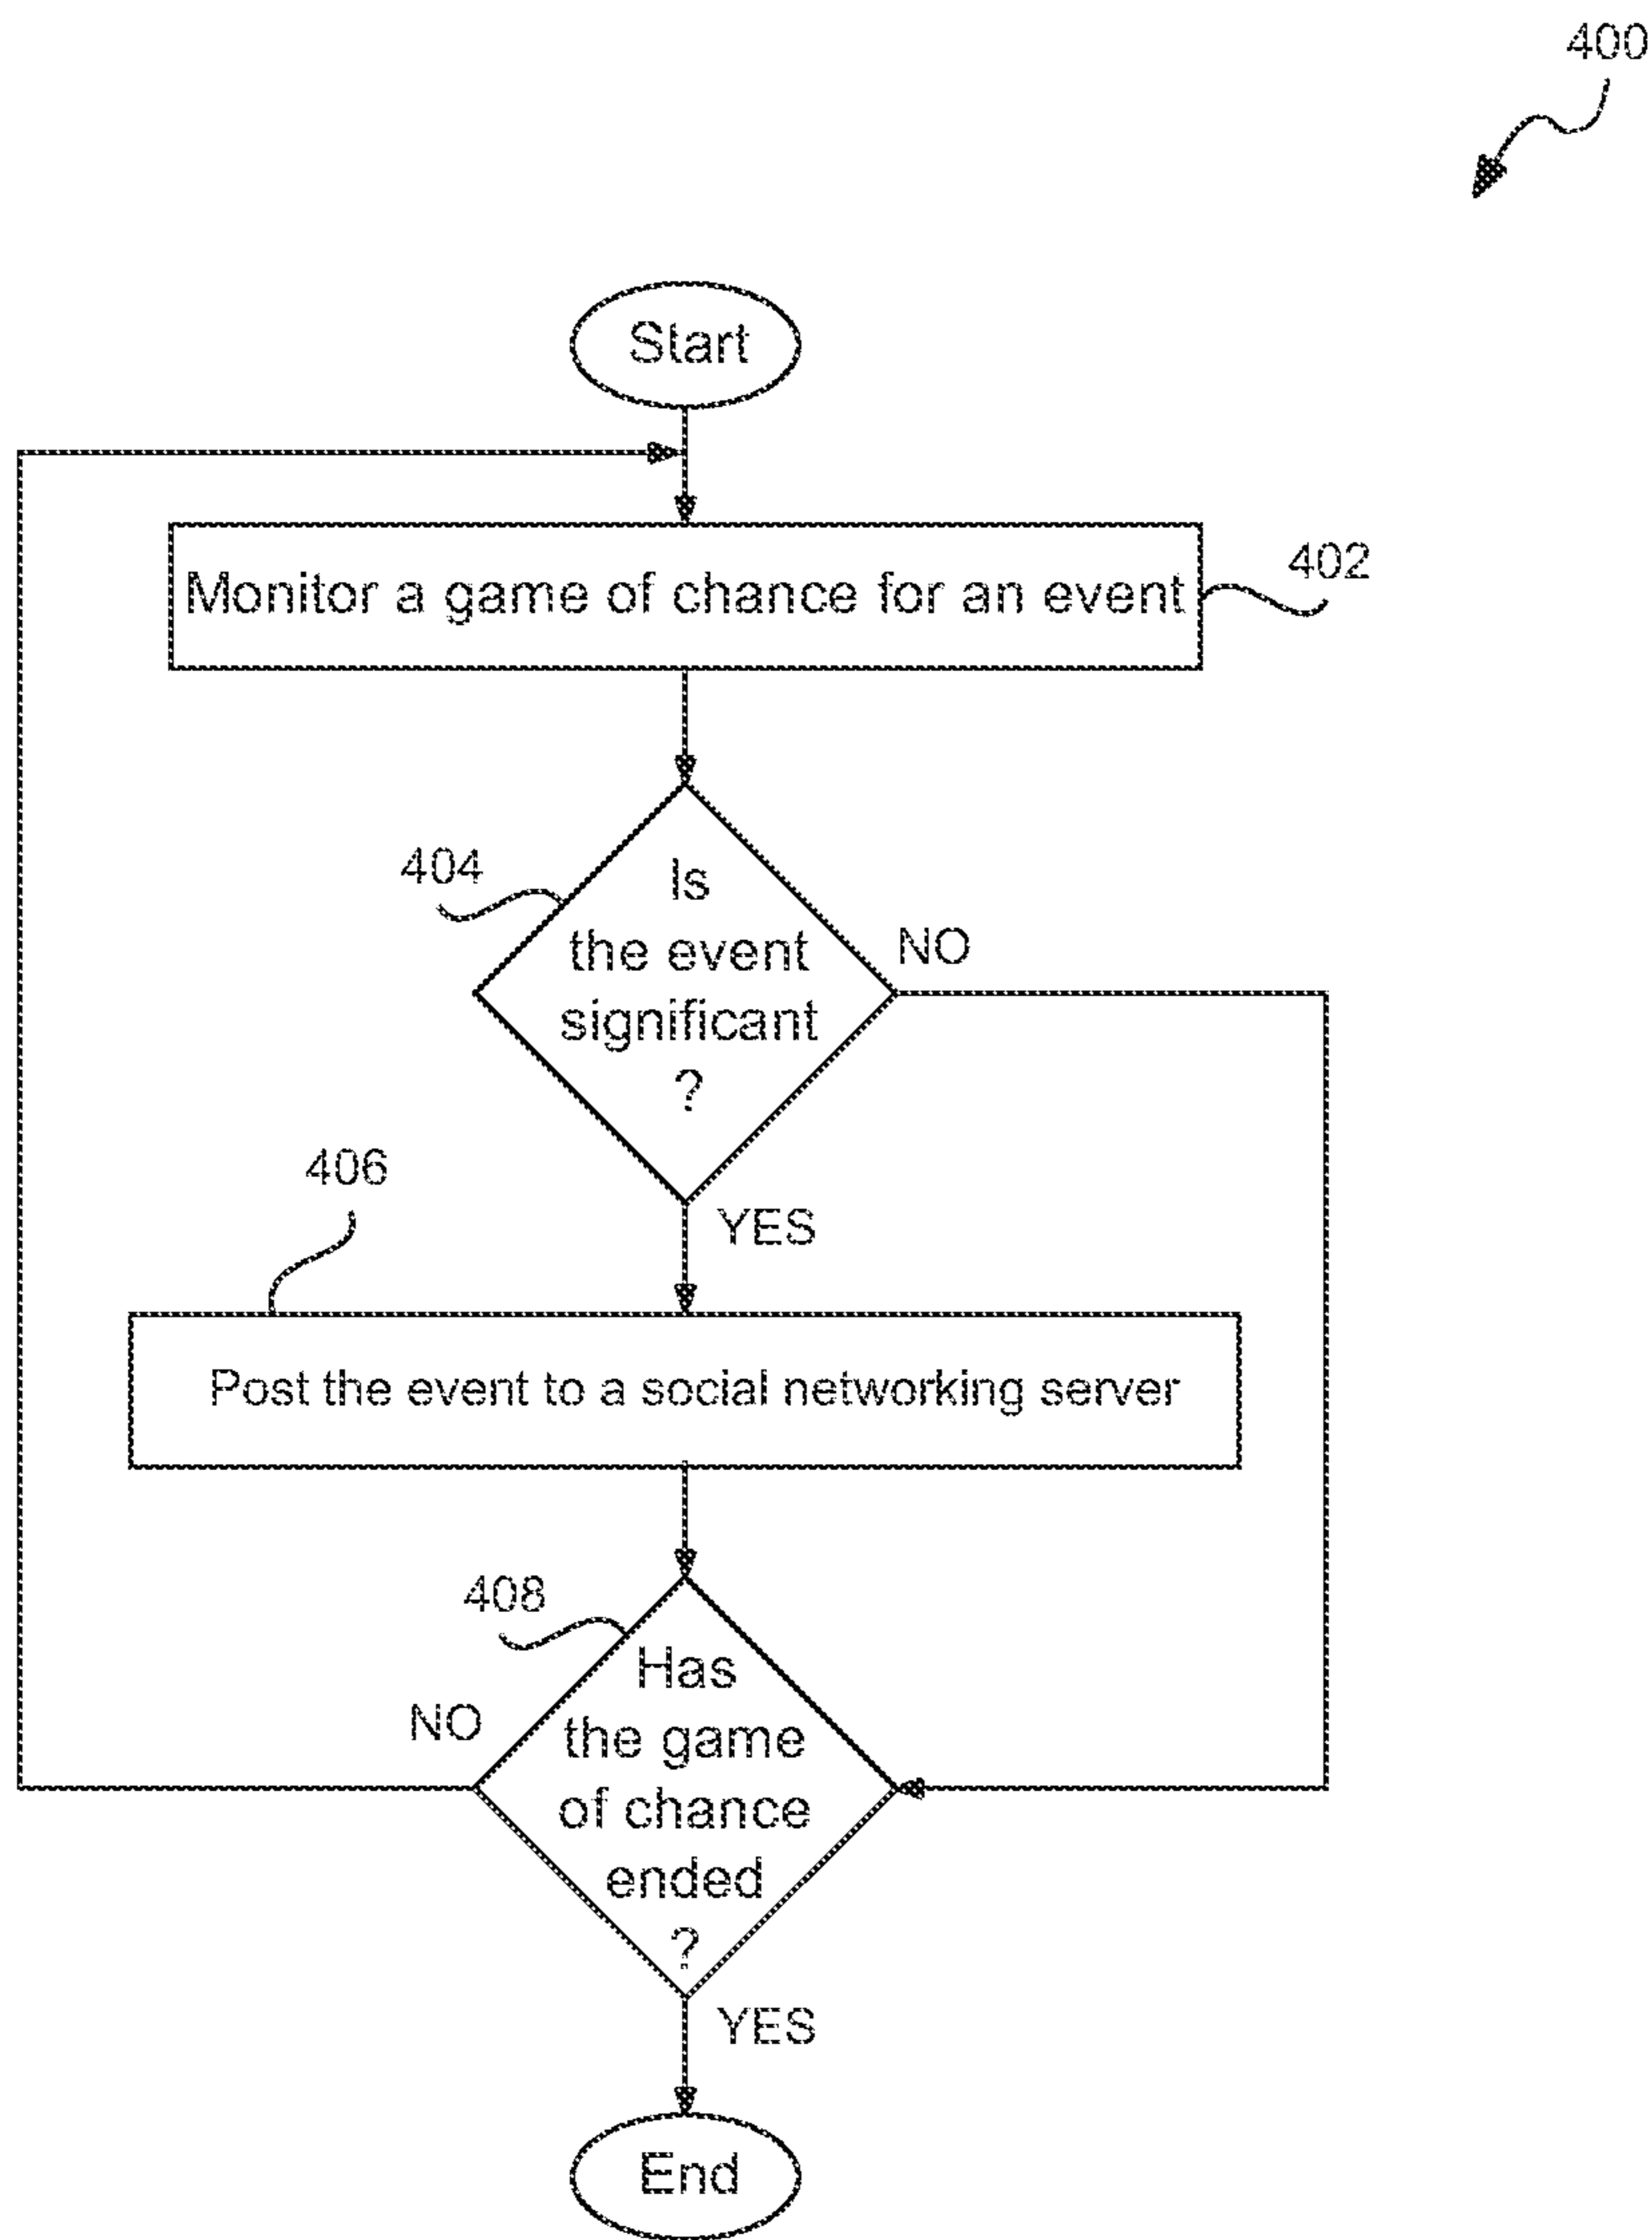 400
Start
Monitor a game of chance for an event
402
404
Is
the event
significant
?
NO
YES
406
Post the event to a social networking server
408
Has
the game
of chance
ended
?
NO
YES
End